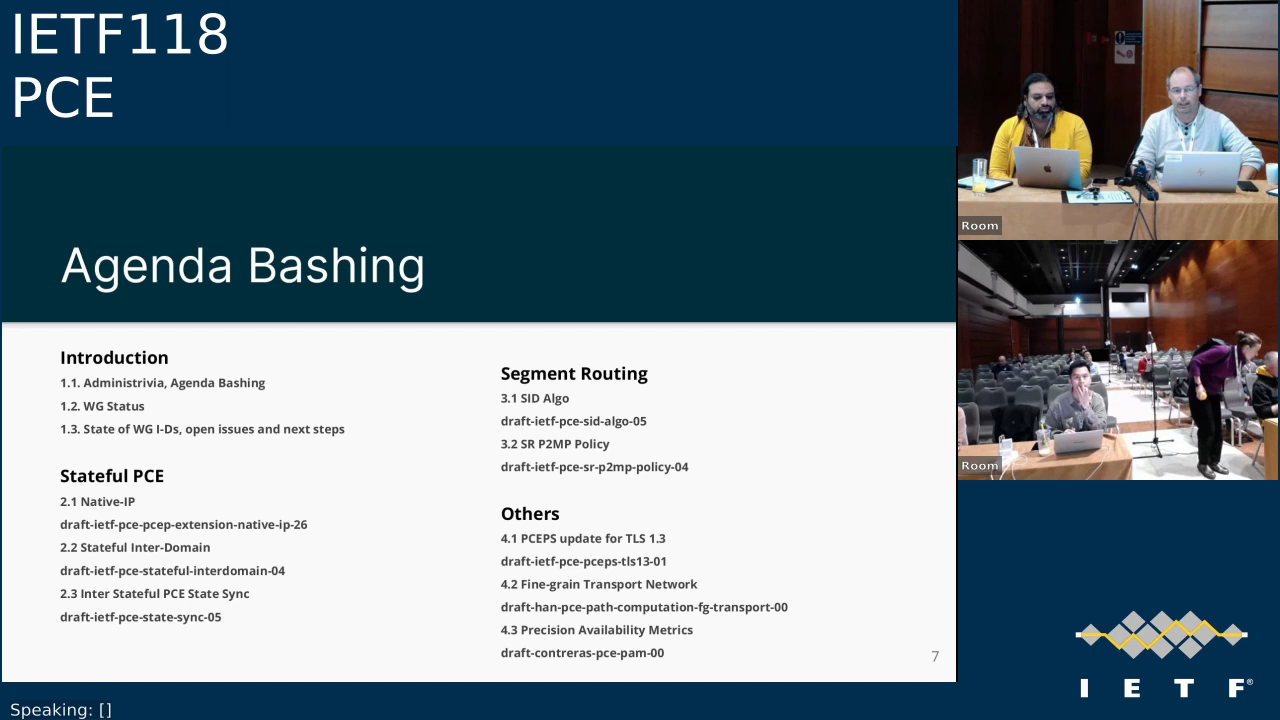 IETF118
PCE
Agenda Bashing
Introduction
1.1. Administrivia, Agenda Bashing
1.2. WG Status
1.3. State of WG I-Ds, open issues and next steps
Stateful PCE
2.1 Native-IP
draft-ietf-pce-pcep-extension-native-ip-26
2.2 Stateful Inter-Domain
draft-ietf-pce-stateful-interdomain-04
2.3 Inter Stateful PCE State Sync
draft-ietf-pce-state-sync-05
Segment Routing
3.1 SID Algo
draft-ietf-pce-sid-algo-05
3.2 SR P2MP Policy
draft-ietf-pce-sr-p2mp-policy-04
Others
4.1 PCEPS update for TLS 1.3
draft-ietf-pce-pceps-tls13-01
4.2 Fine-grain Transport Network
draft-han-pce-path-computation-fg-transport-00
4.3 Precision Availability Metrics
draft-contreras-pce-pam-00
7
Room
Room
I E T F®
Speaking: []